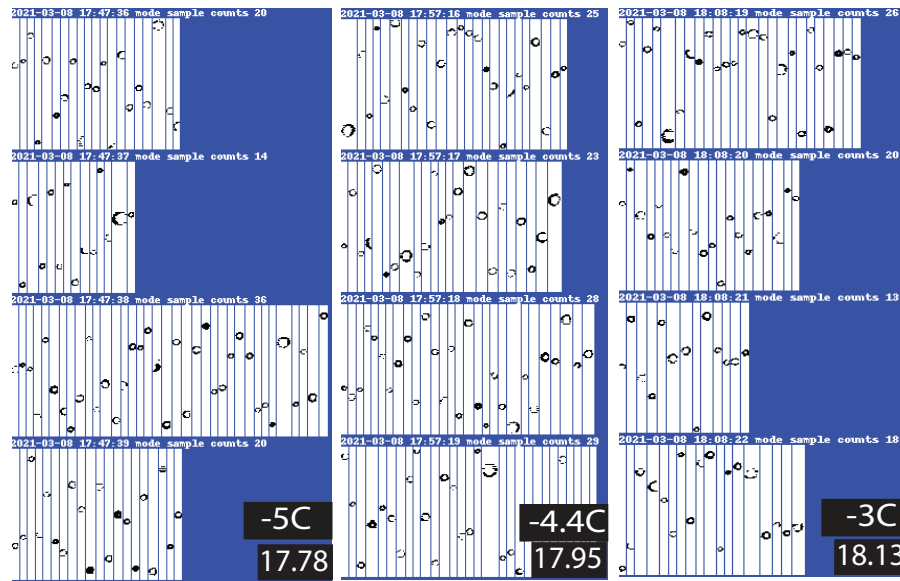 2021-03-08 17:47:36 mode sample counts 20
2021-03-08 17:47:37 mode sample counts 14
2021-03-08 17:47:38 mode sample counts 36
2021-03-08 17:47:39 mode sample counts 20
-5C
17.78
2021-03-08 17:57:16 mode sample counts 25
2021-03-08 17:57:17 mode sample counts 23
2021-03-08 17:57:18 mode sample counts 28
2021-03-08 17:57:19 mode sample counts 29
-4.4C
17.95
2021-03-08 18:08:19 mode sample counts 26
2021-03-08 18:08:20 mode sample counts 20
2021-03-08 18:08:21 mode sample counts 13
2021-03-08 18:08:22 mode sample counts 18
-3C
18.13